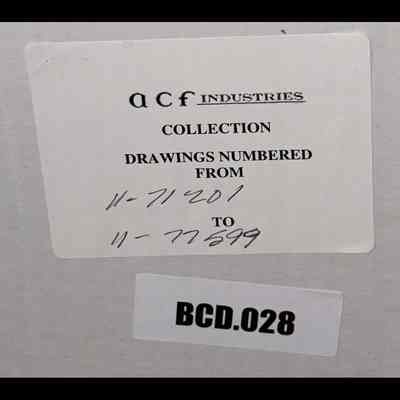 acf INDUSTRIES
COLLECTION
DRAWINGS NUMBERED
FROM
11-71201
TO
11-77599
BCD.028